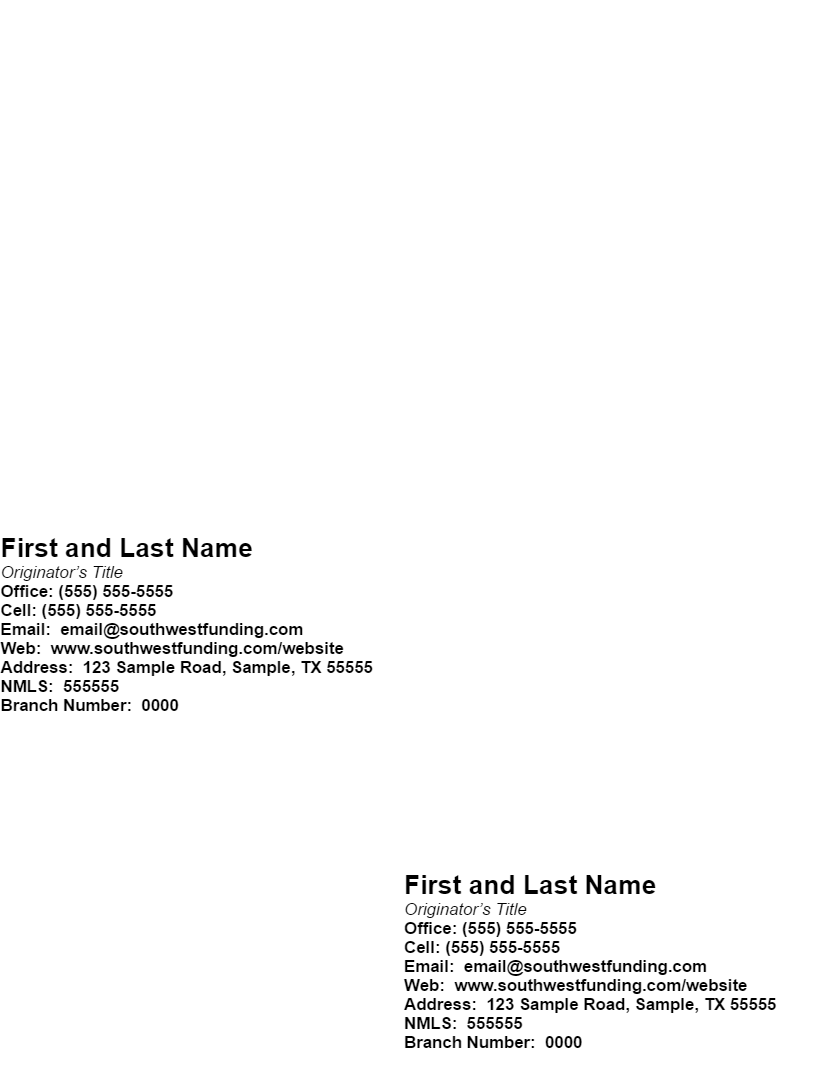 First and Last Name
Originator’s Title
Office: (555) 555-5555
Cell: (555) 555-5555
Email:  email@southwestfunding.com
Web:  www.southwestfunding.com/website
Address:  123 Sample Road, Sample, TX 55555
NMLS:  555555
Branch Number:  0000
First and Last Name
Originator’s Title
Office: (555) 555-5555
Cell: (555) 555-5555
Email:  email@southwestfunding.com
Web:  www.southwestfunding.com/website
Address:  123 Sample Road, Sample, TX 55555
NMLS:  555555
Branch Number:  0000